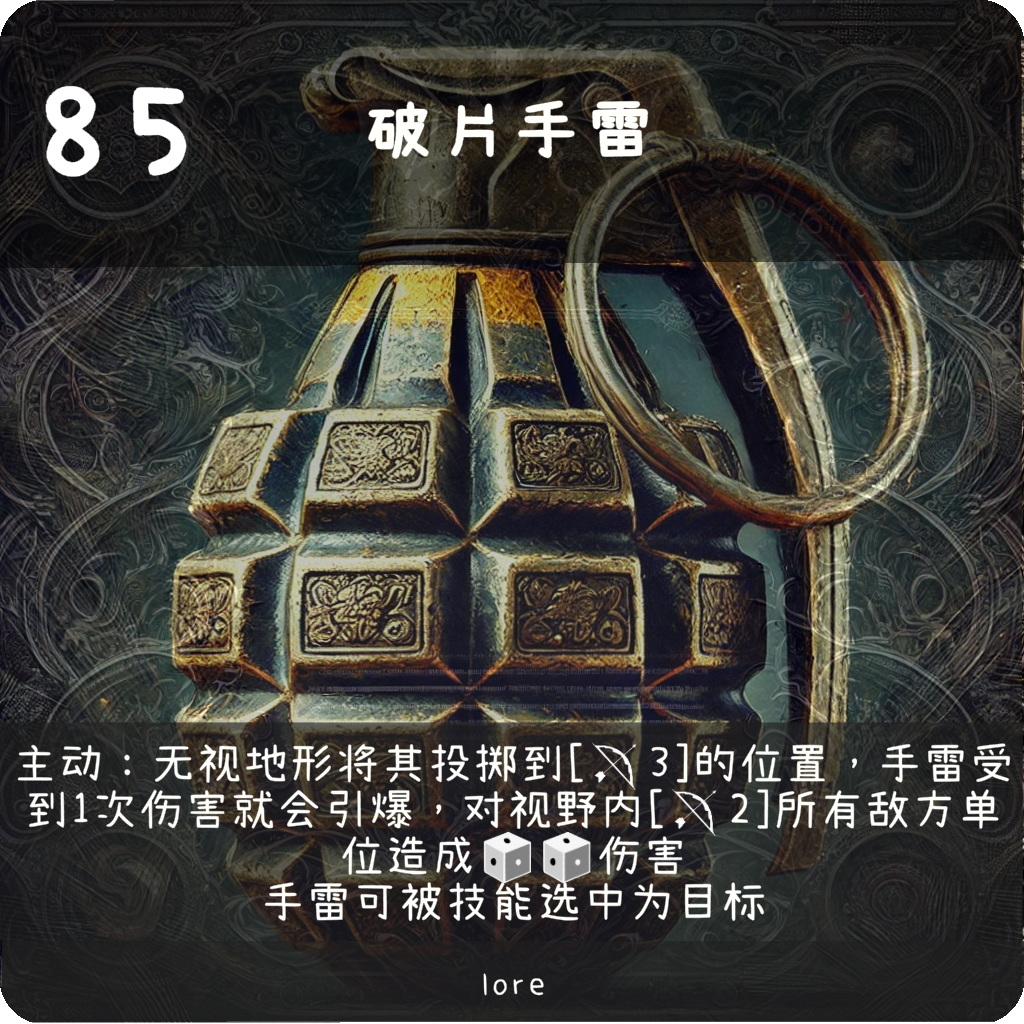 85
破片手雷
主动：无视地形将其投掷到[🏹3]的位置，手雷受
到1次伤害就会引爆，对视野内[🏹2]所有敌方单
位造成🎲🎲伤害
手雷可被技能选中为目标
lore